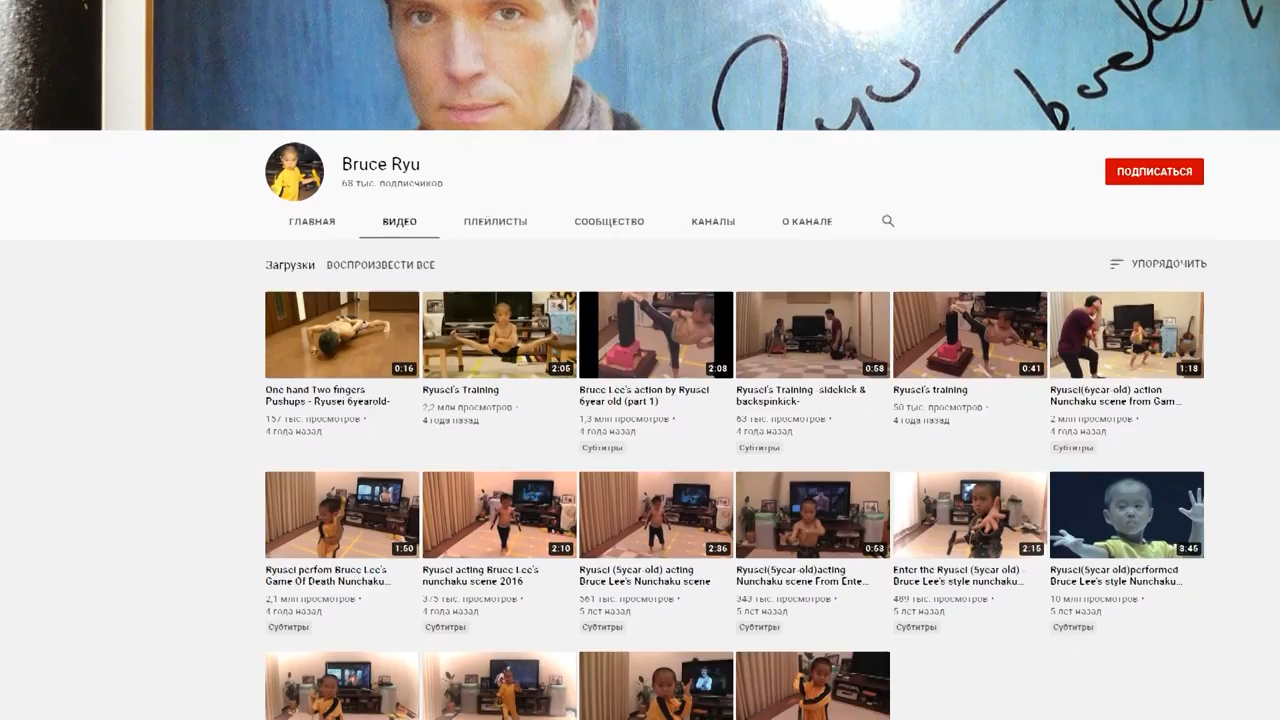 Ryu
Bruce Ryu
68 тыс. подписчиков
ПОДПИСАТЬСЯ
ГЛАВНАЯ
ВИДЕО
ПЛЕЙЛИСТЫ
СООБЩЕСТВО
КАНАЛЫ
О КАНАЛЕ
Загрузки
ВОСПРОИЗВЕСТИ ВСЕ
УПОРЯДОЧИТЬ
0:16
One hand Two fingers
Pushups - Ryusei 6yearold-
157 тыс. просмотров •
4 года назад
2:05
Ryusei's Training
2,2 млн просмотров •
4 года назад
2:08
Bruce Lee's action by Ryusei
6year old (part 1)
1,3 млн просмотров •
4 года назад
Субтитры
0:58
Ryusei's Training -sidekick &
backspinkick-
63 тыс. просмотров •
4 года назад
Субтитры
0:41
Ryusei's training
50 тыс. просмотров •
4 года назад
1:18
Ryusei(6year-old) action
Nunchaku scene from Gam...
2 млн просмотров •
4 года назад
Субтитры
1:50
Ryusei perfom Bruce Lee's
Game Of Death Nunchaku...
2,1 млн просмотров •
4 года назад
Субтитры
2:10
Ryusei acting Bruce Lee's
nunchaku scene 2016
375 тыс. просмотров •
4 года назад
Субтитры
2:36
Ryusei (5year-old) acting
Bruce Lee's Nunchaku scene
561 тыс. просмотров •
5 лет назад
Субтитры
0:53
Ryusei(5year-old)acting
Nunchaku scene From Ente...
343 тыс. просмотров •
5 лет назад
Субтитры
2:15
Enter the Ryusei (5year old) -
Bruce Lee's style nunchaku...
489 тыс. просмотров •
5 лет назад
Субтитры
3:45
Ryusei(5year old)performed
Bruce Lee's style Nunchaku...
10 млн просмотров •
5 лет назад
Субтитры